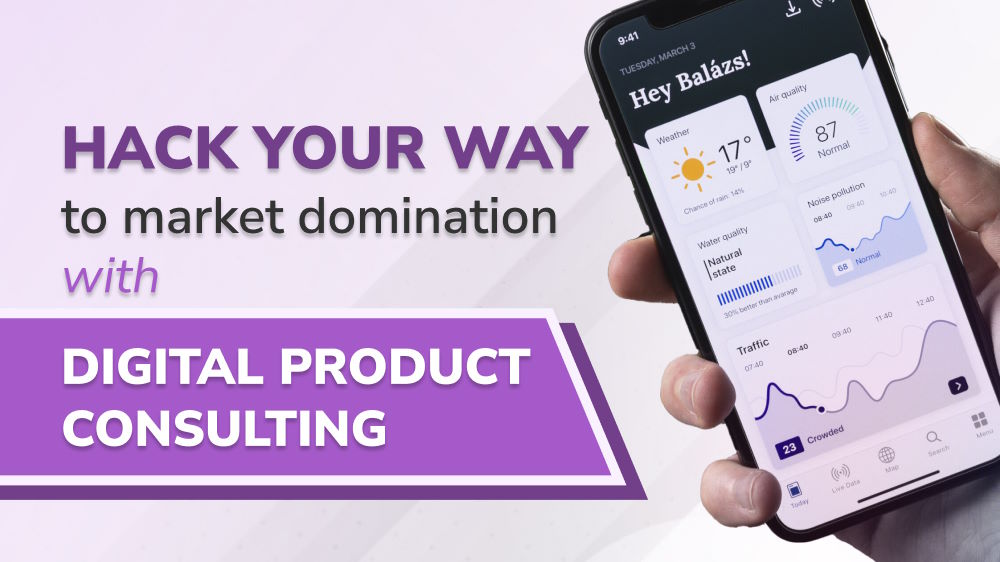 HACK YOUR WAY
to market domination
with
DIGITAL PRODUCT
CONSULTING
9:41
TUESDAY, MARCH 3
Hey Balázs!
Weather
17°
19° / 9°
Chance of rain: 14%
Air quality
87
Normal
Water quality
Natural
state
30% better than avarage
Noise pollution
08:40 09:40 10:40
68 Normal
Traffic
07:40 08:40 09:40 11:40 12:40
23 Crowded
Today Live Data Map Search Menu